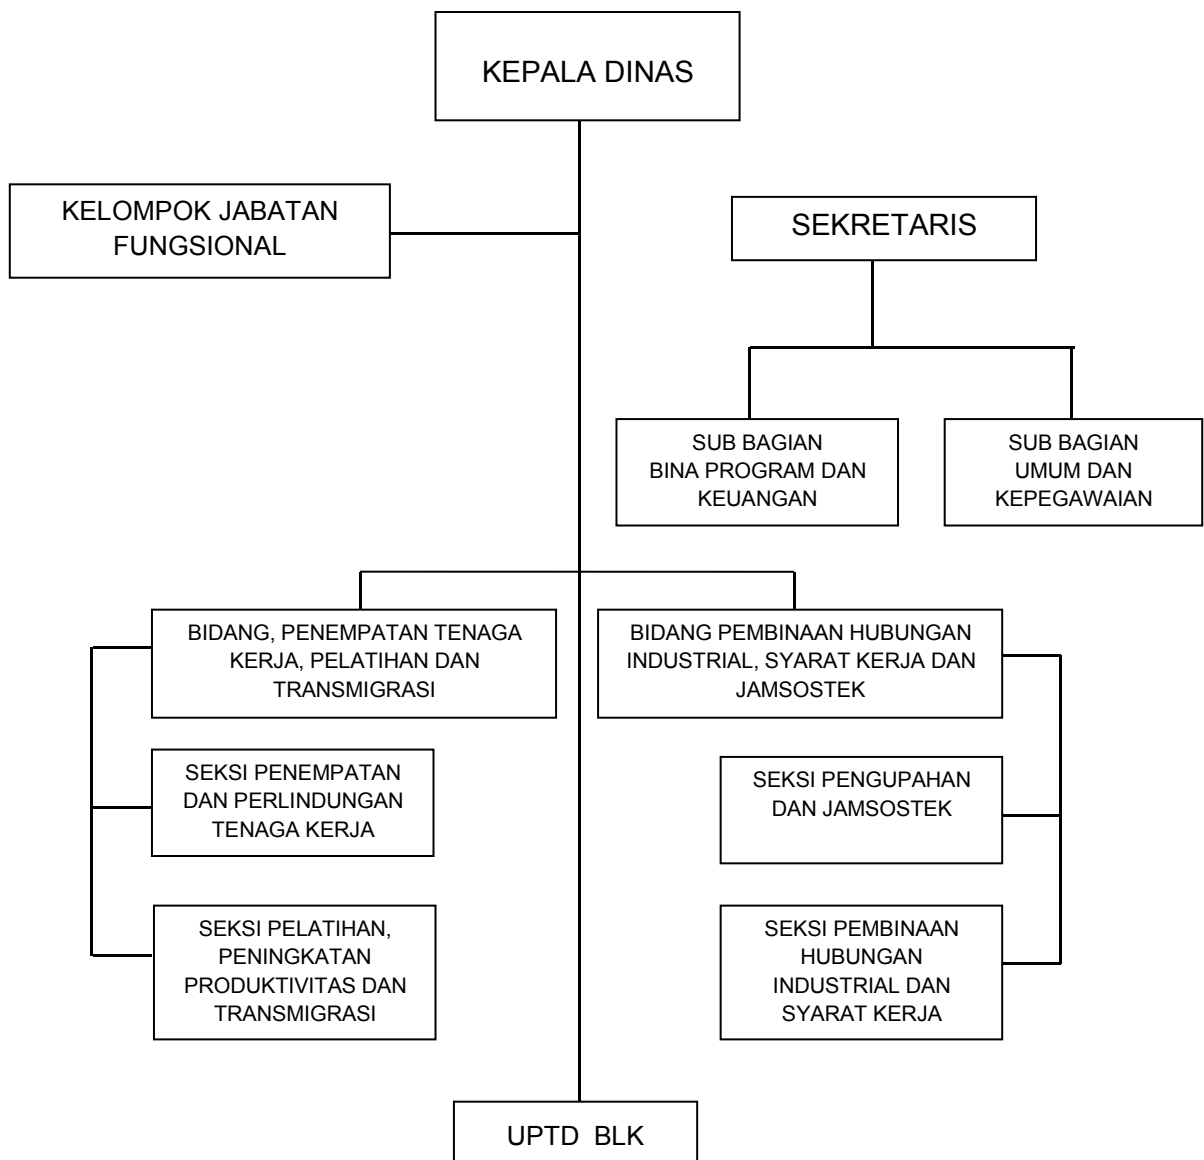 KEPALA DINAS
KELOMPOK JABATAN
FUNGSIONAL
SEKRETARIS
SUB BAGIAN
BINA PROGRAM DAN
KEUANGAN
SUB BAGIAN
UMUM DAN
KEPEGAWAIAN
BIDANG, PENEMPATAN TENAGA
KERJA, PELATIHAN DAN
TRANSMIGRASI
BIDANG PEMBINAAN HUBUNGAN
INDUSTRIAL, SYARAT KERJA DAN
JAMSOSTEK
SEKSI PENEMPATAN
DAN PERLINDUNGAN
TENAGA KERJA
SEKSI PENGUPAHAN
DAN JAMSOSTEK
SEKSI PELATIHAN,
PENINGKATAN
PRODUKTIVITAS DAN
TRANSMIGRASI
SEKSI PEMBINAAN
HUBUNGAN
INDUSTRIAL DAN
SYARAT KERJA
UPTD BLK